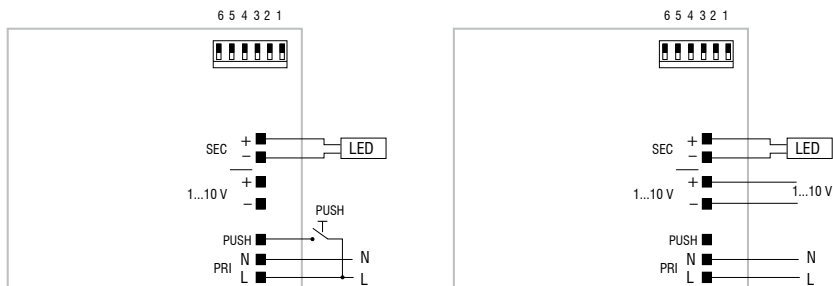 6 5 4 3 2 1
SEC
+
−
LED
+
1...10 V
−
PUSH
PUSH
PRI
N
N
L
L
6 5 4 3 2 1
SEC
+
−
LED
+
1...10 V
1...10 V
−
PUSH
PRI
N
N
L
L